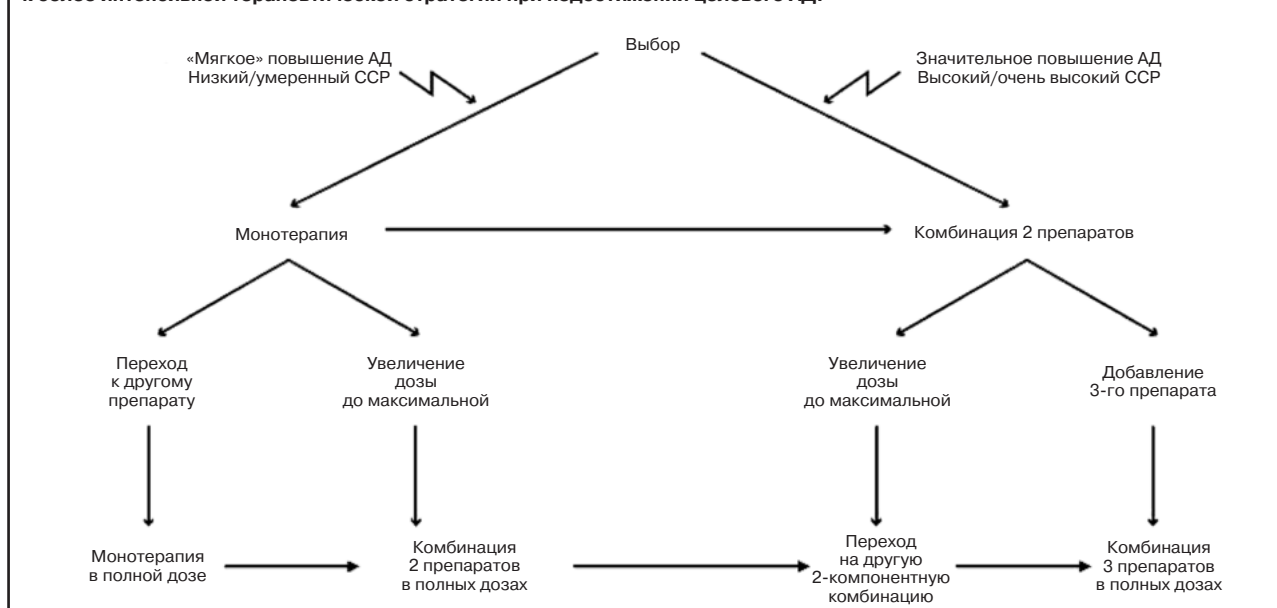 Выбор
«Мягкое» повышение АД
Низкий/умеренный ССР
Значительное повышение АД
Высокий/очень высокий ССР
Монотерапия
Комбинация 2 препаратов
Переход
к другому
препарату
Увеличение
дозы
до максимальной
Увеличение
дозы
до максимальной
Добавление
3-го препарата
Монотерапия
в полной дозе
Комбинация
2 препаратов
в полных дозах
Переход
на другую
2-компонентную
комбинацию
Комбинация
3 препаратов
в полных дозах